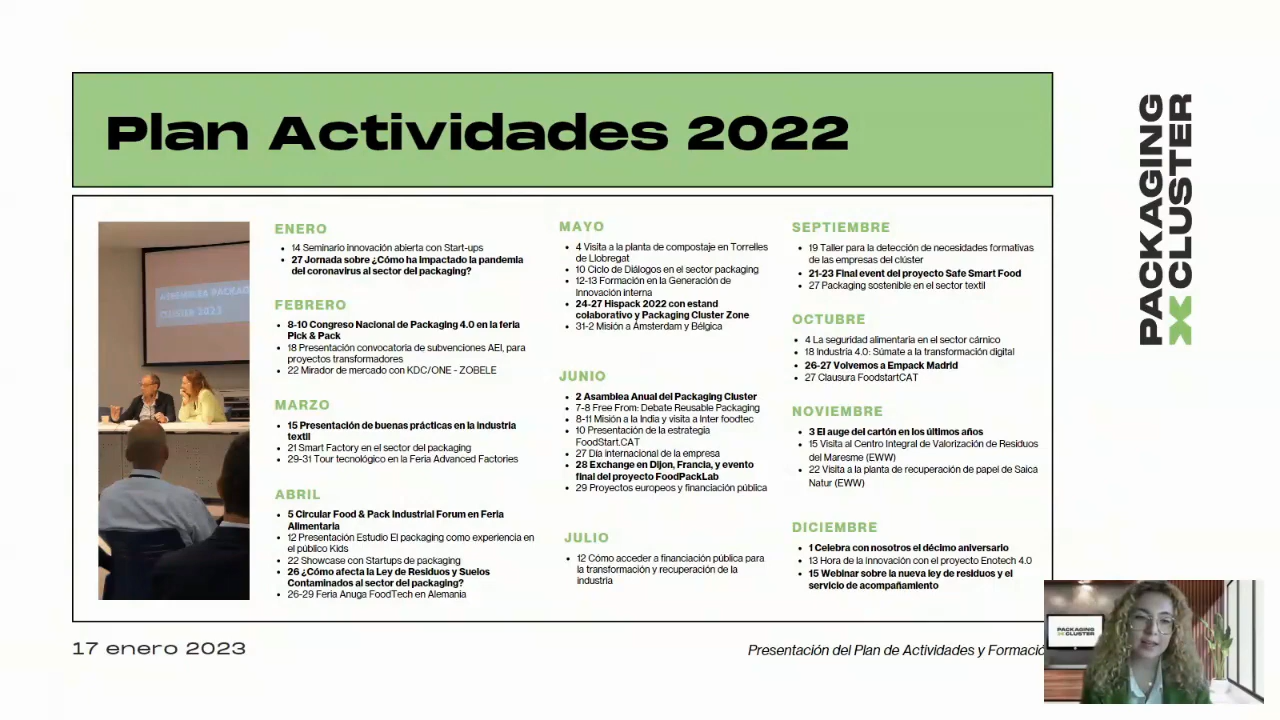 Plan Actividades 2022
PACKAGING
CLUSTER
ASAMBLEA PACKAG
CLUSTER 2023
ENERO
14 Seminario innovación abierta con Start-ups
27 Jornada sobre ¿Cómo ha impactado la pandemia
del coronavirus al sector del packaging?
FEBRERO
8-10 Congreso Nacional de Packaging 4.0 en la feria
Pick & Pack
18 Presentación convocatoria de subvenciones AEI, para
proyectos transformadores
22 Mirador de mercado con KDC/ONE - ZOBELE
MARZO
15 Presentación de buenas prácticas en la industria
textil
21 Smart Factory en el sector del packaging
29-31 Tour tecnológico en la Feria Advanced Factories
ABRIL
5 Circular Food & Pack Industrial Forum en Feria
Alimentaria
12 Presentación Estudio El packaging como experiencia en
el público Kids
22 Showcase con Startups de packaging
26 ¿Cómo afecta la Ley de Residuos y Suelos
Contaminados al sector del packaging?
26-29 Feria Anuga FoodTech en Alemania
MAYO
4 Visita a la planta de compostaje en Torrelles
de Llobregat
10 Ciclo de Diálogos en el sector packaging
12-13 Formación en la Generación de
Innovación interna
24-27 Hispack 2022 con estand
colaborativo y Packaging Cluster Zone
31-2 Misión a Ámsterdam y Bélgica
JUNIO
2 Asamblea Anual del Packaging Cluster
7-8 Free From: Debate Reusable Packaging
8-11 Misión a la India y visita a Inter foodtec
10 Presentación de la estrategia
FoodStart.CAT
27 Día internacional de la empresa
28 Exchange en Dijon, Francia, y evento
final del proyecto FoodPackLab
29 Proyectos europeos y financiación pública
JULIO
12 Cómo acceder a financiación pública para
la transformación y recuperación de la
industria
SEPTIEMBRE
19 Taller para la detección de necesidades formativas
de las empresas del clúster
21-23 Final event del proyecto Safe Smart Food
27 Packaging sostenible en el sector textil
OCTUBRE
4 La seguridad alimentaria en el sector cárnico
18 Industria 4.0: Súmate a la transformación digital
26-27 Volvemos a Empack Madrid
27 Clausura FoodstartCAT
NOVIEMBRE
3 El auge del cartón en los últimos años
15 Visita al Centro Integral de Valorización de Residuos
del Maresme (EWW)
22 Visita a la planta de recuperación de papel de Saica
Natur (EWW)
DICIEMBRE
1 Celebra con nosotros el décimo aniversario
13 Hora de la Innovación con el proyecto Enotech 4.0
15 Webinar sobre la nueva ley de residuos y el
servicio de acompañamiento
17 enero 2023
Presentación del Plan de Actividades y Formació
PACKAGING
CLUSTER